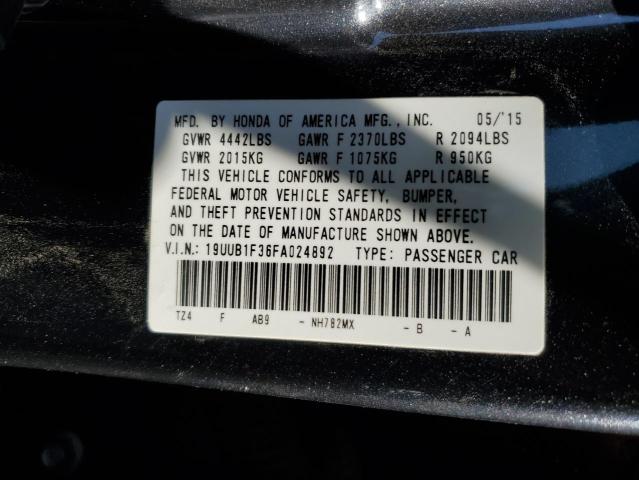 MFD. BY HONDA OF AMERICA MFG., INC. 05/'15
GVWR 4442LBS GAWR F 2370LBS R 2094LBS
GVWR 2015KG GAWR F 1075KG R 950KG
THIS VEHICLE CONFORMS TO ALL APPLICABLE
FEDERAL MOTOR VEHICLE SAFETY, BUMPER,
AND THEFT PREVENTION STANDARDS IN EFFECT
ON THE DATE OF MANUFACTURE SHOWN ABOVE.
V.I.N.: 19UUB1F36FA024892 TYPE: PASSENGER CAR
TZ4 F AB9 - NH782MX - B - A